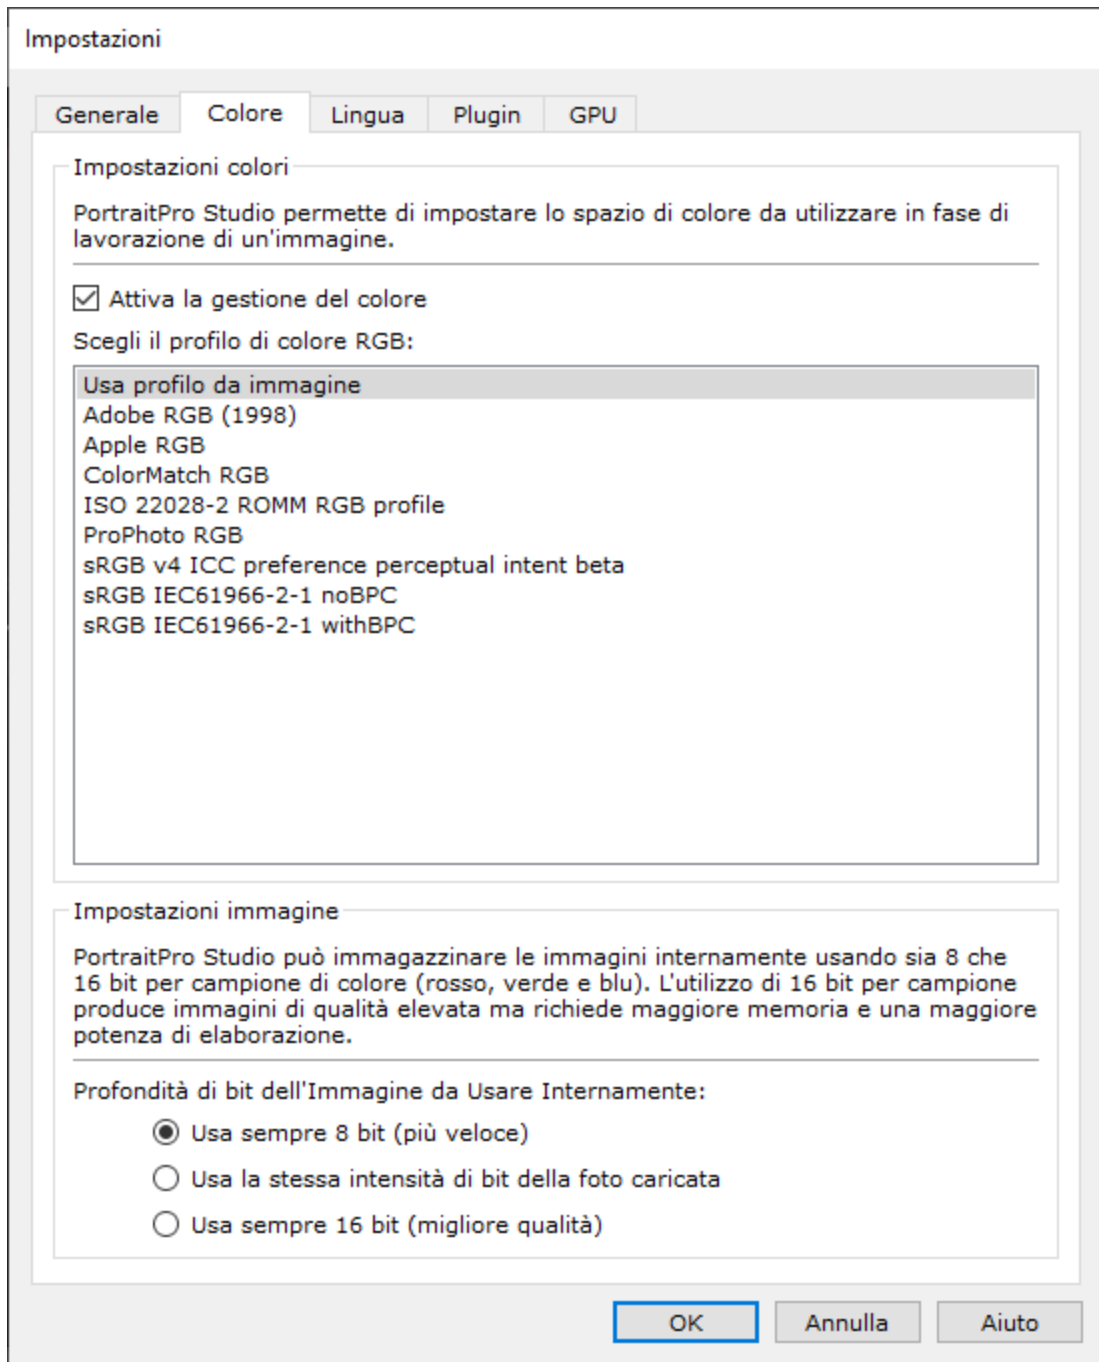 Impostazioni
Generale
Colore
Lingua
Plugin
GPU
Impostazioni colori
PortraitPro Studio permette di impostare lo spazio di colore da utilizzare in fase di
lavorazione di un'immagine.
Attiva la gestione del colore
Scegli il profilo di colore RGB:
Usa profilo da immagine
Adobe RGB (1998)
Apple RGB
ColorMatch RGB
ISO 22028-2 ROMM RGB profile
ProPhoto RGB
sRGB v4 ICC preference perceptual intent beta
sRGB IEC61966-2-1 noBPC
sRGB IEC61966-2-1 withBPC
Impostazioni immagine
PortraitPro Studio può immagazzinare le immagini internamente usando sia 8 che
16 bit per campione di colore (rosso, verde e blu). L'utilizzo di 16 bit per campione
produce immagini di qualità elevata ma richiede maggiore memoria e una maggiore
potenza di elaborazione.
Profondità di bit dell'Immagine da Usare Internamente:
Usa sempre 8 bit (più veloce)
Usa la stessa intensità di bit della foto caricata
Usa sempre 16 bit (migliore qualità)
OK
Annulla
Aiuto